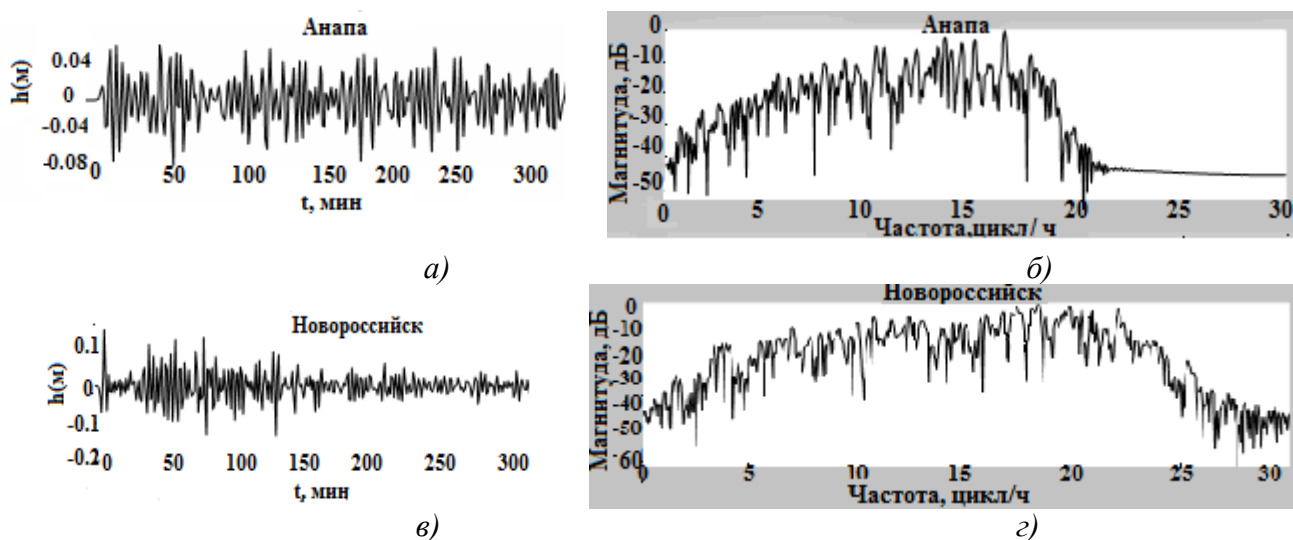 Анапа
h(м)
0.04
0
-0.04
-0.08
0 50 100 150 200 250 300
t, мин
а)
Анапа
Магнитуда, дБ
0
-10
-20
-30
-40
-50
0 5 10 15 20 25 30
Частота,цикл/ ч
б)
Новороссийск
h(м)
0.1
0
-0.1
-0.2
0 50 100 150 200 250 300
t, мин
в)
Новороссийск
Магнитуда, дБ
0
-10
-20
-30
-40
-50
-60
0 5 10 15 20 25 30
Частота, цикл/ч
г)